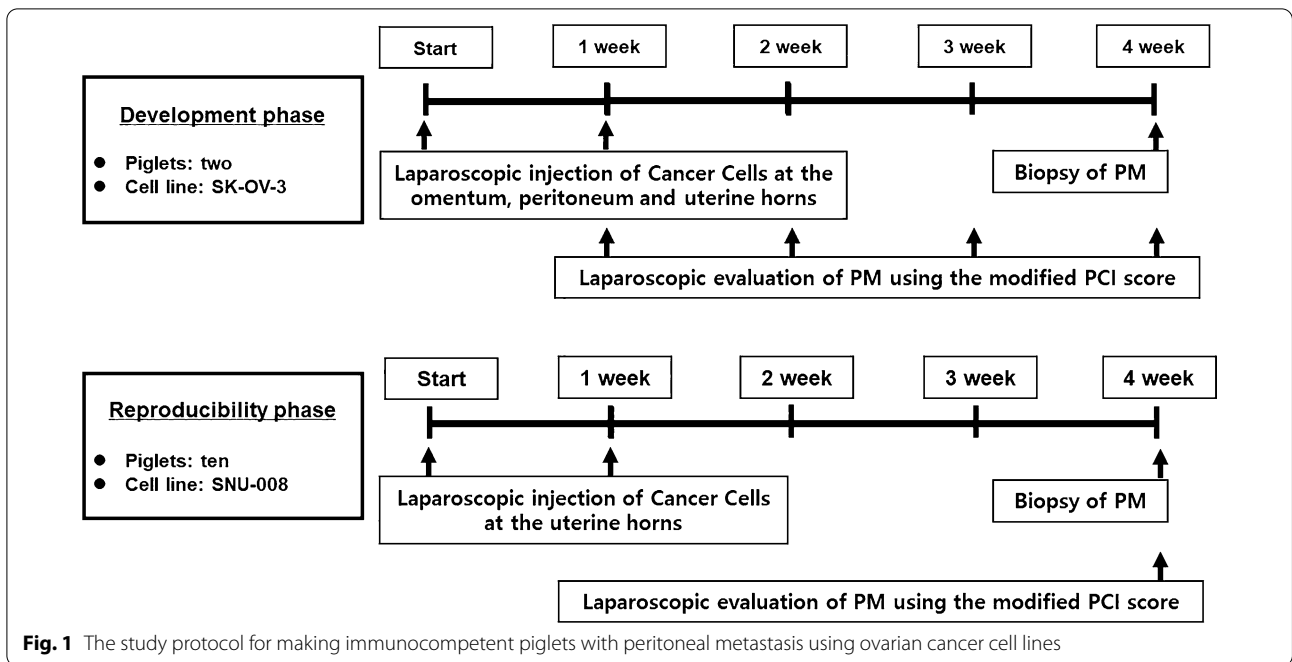 Start
1 week
2 week
3 week
4 week
Development phase
● Piglets: two
● Cell line: SK-OV-3
Laparoscopic injection of Cancer Cells at the
omentum, peritoneum and uterine horns
Biopsy of PM
Laparoscopic evaluation of PM using the modified PCI score
Start
1 week
2 week
3 week
4 week
Reproducibility phase
● Piglets: ten
● Cell line: SNU-008
Laparoscopic injection of Cancer Cells
at the uterine horns
Biopsy of PM
Laparoscopic evaluation of PM using the modified PCI score
Fig. 1 The study protocol for making immunocompetent piglets with peritoneal metastasis using ovarian cancer cell lines